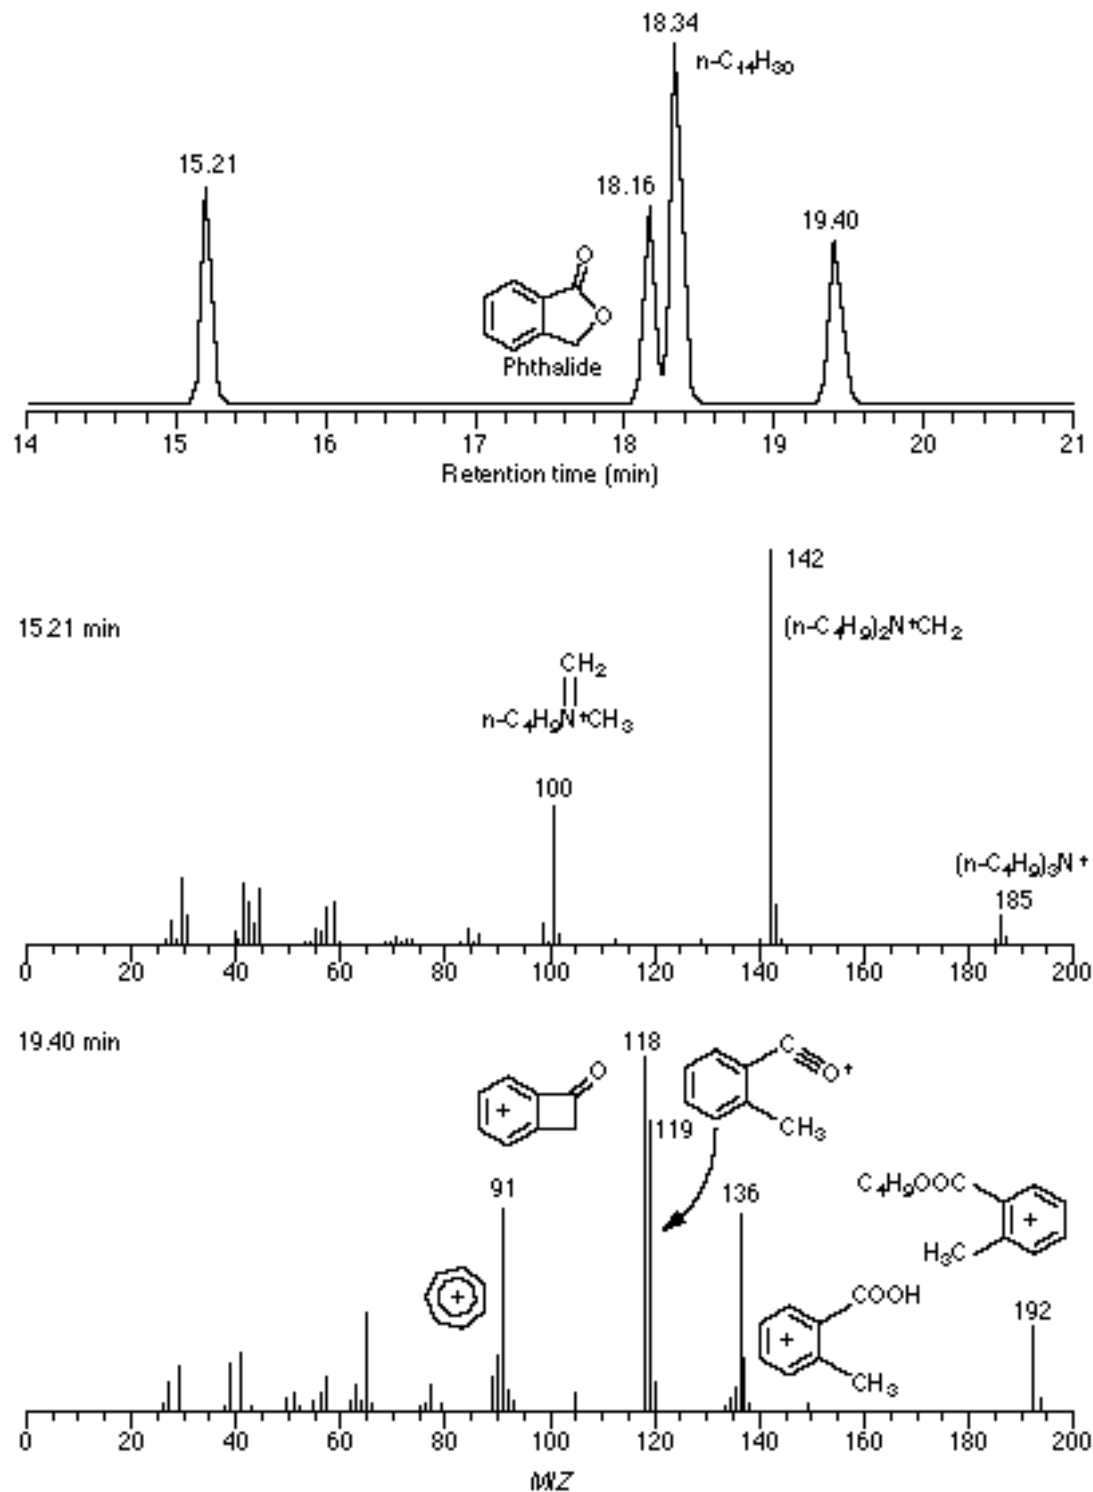 18.34
n-C14H30
15.21
18.16
19.40
O
O
Phthalide
14 15 16 17 18 19 20 21
Retention time (min)
142
15.21 min
(n-C4H9)2N+CH2
CH2
n-C4H9N+CH3
100
(n-C4H9)3N+
185
0 20 40 60 80 100 120 140 160 180 200
19.40 min
118
C
O+
O
+
119
CH3
91
136
C4H9OOC
+
H3C
+
COOH
192
+
CH3
0 20 40 60 80 100 120 140 160 180 200
M/Z